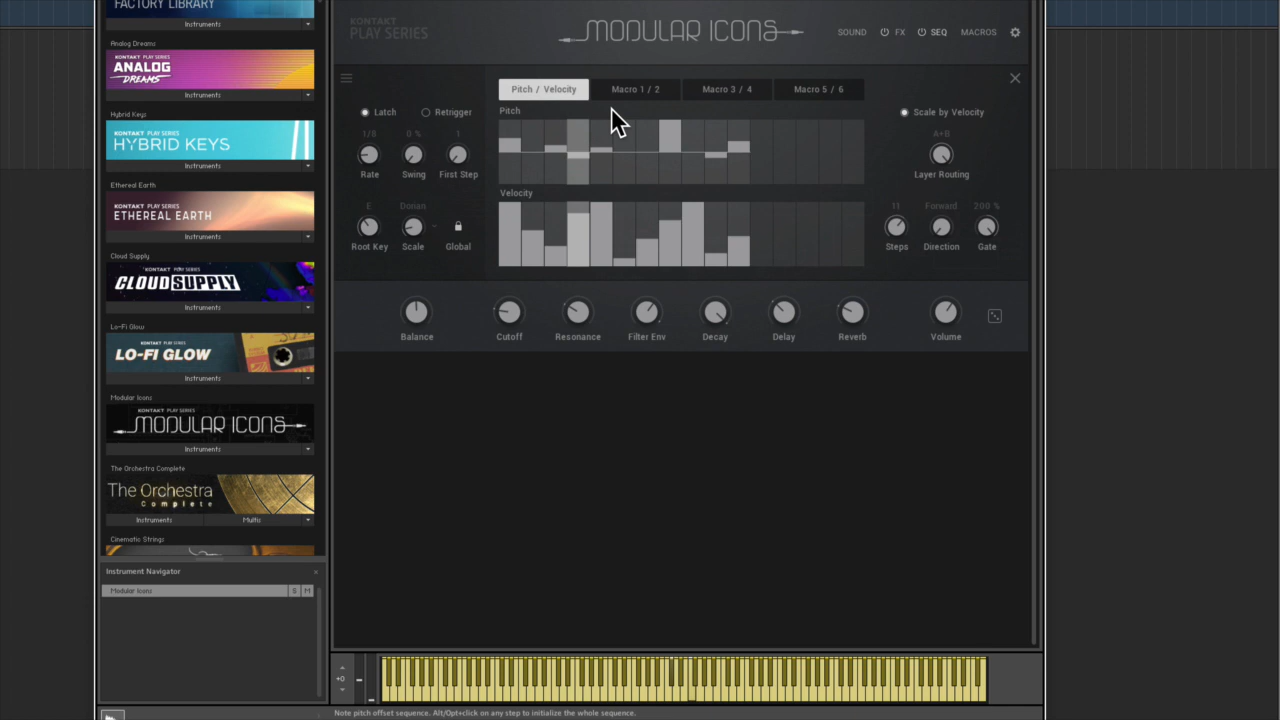 FACTORY LIBRARY
Instruments
Analog Dreams
KONTAKT PLAY SERIES
ANALOG
DREAMS
Instruments
Hybrid Keys
KONTAKT PLAY SERIES
HYBRID KEYS
Instruments
Ethereal Earth
KONTAKT PLAY SERIES
ETHEREAL EARTH
Instruments
Cloud Supply
KONTAKT PLAY SERIES
CLOUDSUPPLY
Instruments
Lo-Fi Glow
KONTAKT PLAY SERIES
LO-FI GLOW
Instruments
Modular Icons
KONTAKT PLAY SERIES
MODULAR ICONS
Instruments
The Orchestra Complete
The Orchestra
Complete
Instruments Multis
Cinematic Strings
Instrument Navigator ×
Modular Icons S M
KONTAKT
PLAY SERIES
MODULAR ICONS
SOUND FX SEQ MACROS
Pitch / Velocity Macro 1 / 2 Macro 3 / 4 Macro 5 / 6
Latch Retrigger
Pitch
Scale by Velocity
1/8 0 % 1
Rate Swing First Step
A+B
Layer Routing
Velocity
E Dorian
Root Key Scale Global
11 Forward 200 %
Steps Direction Gate
Balance Cutoff Resonance Filter Env Decay Delay Reverb Volume
+0
Note pitch offset sequence. Alt/Opt+click on any step to initialize the whole sequence.